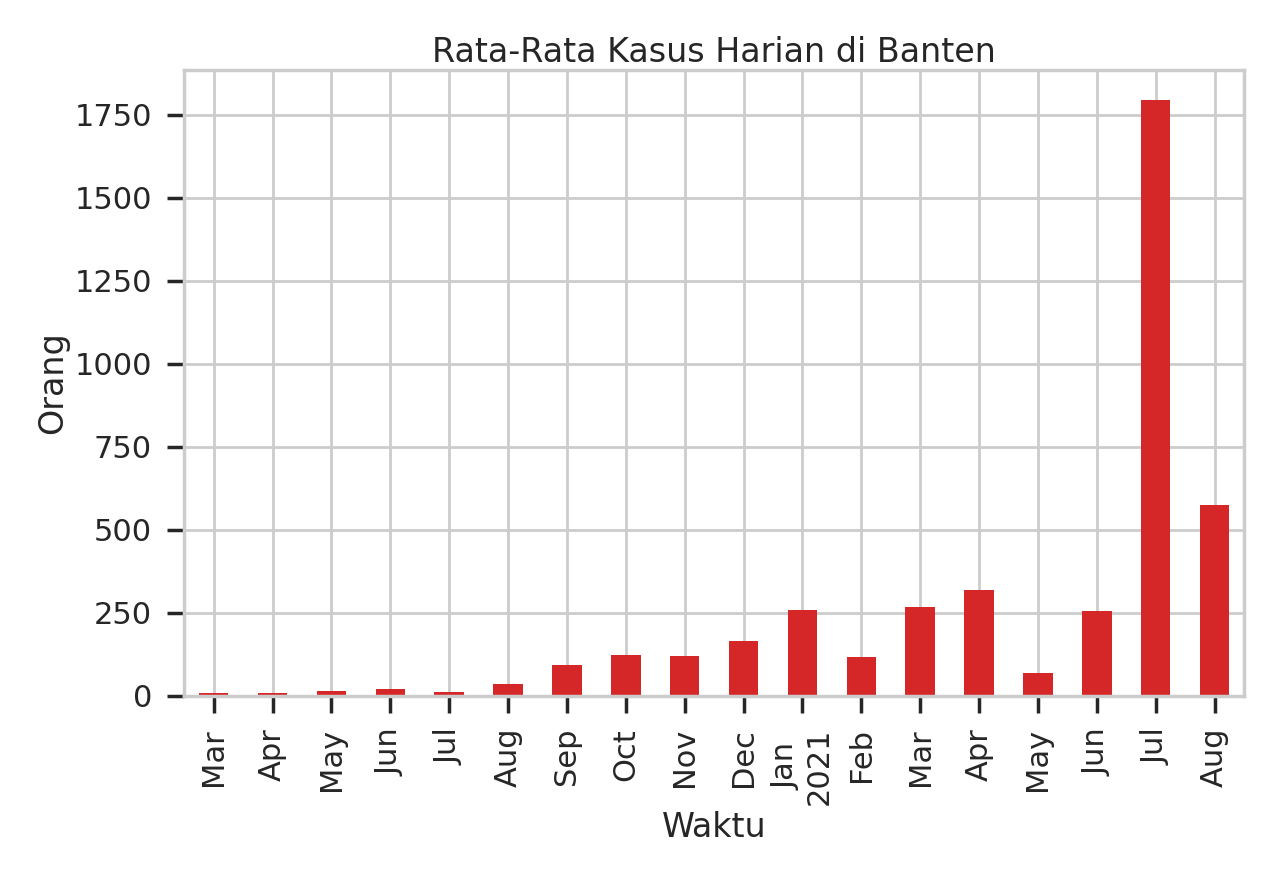 Rata-Rata Kasus Harian di Banten
Orang
1750
1500
1250
1000
750
500
250
0
Mar
Apr
May
Jun
Jul
Aug
Sep
Oct
Nov
Dec
Jan
2021
Feb
Mar
Apr
May
Jun
Jul
Aug
Waktu